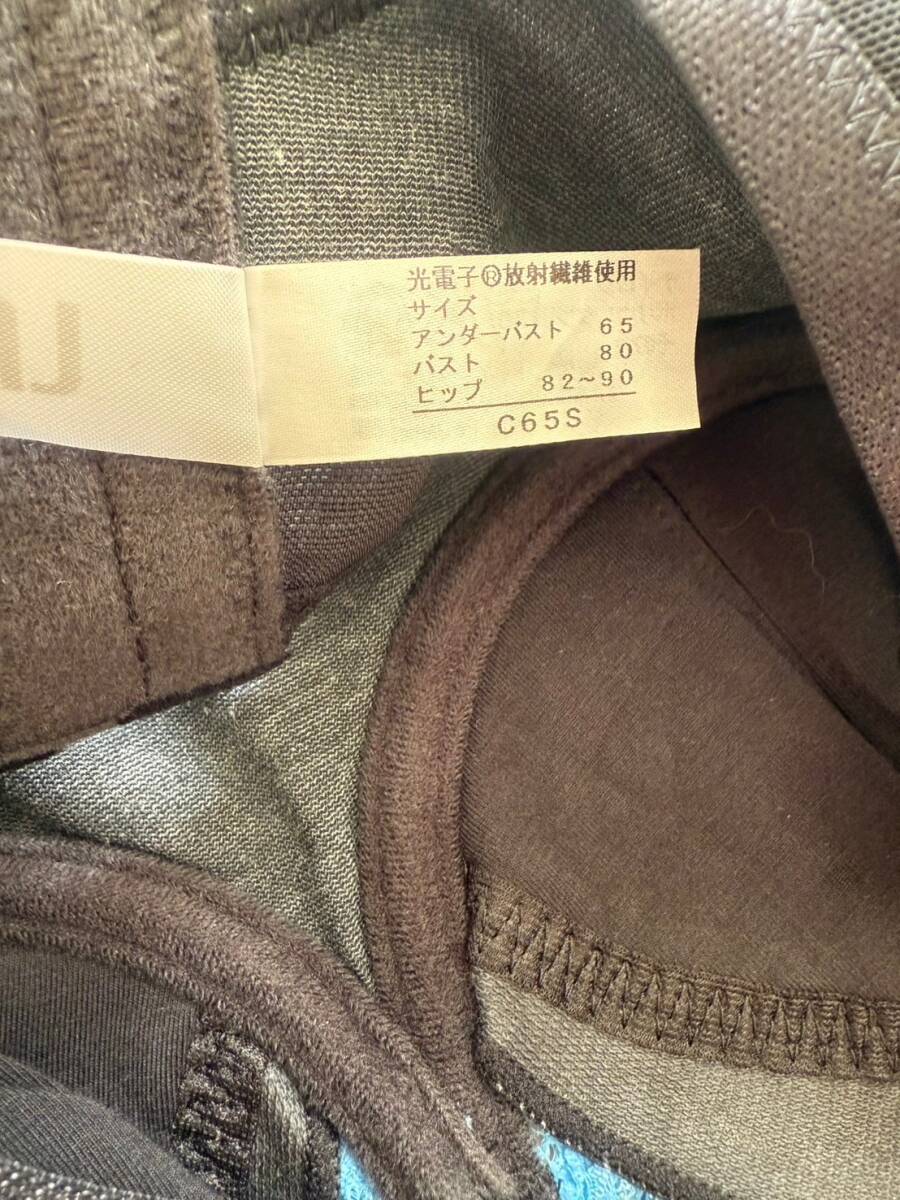 光電子®放射繊維使用
サイズ
アンダーバスト 65
バスト 80
ヒップ 82~90
C65S